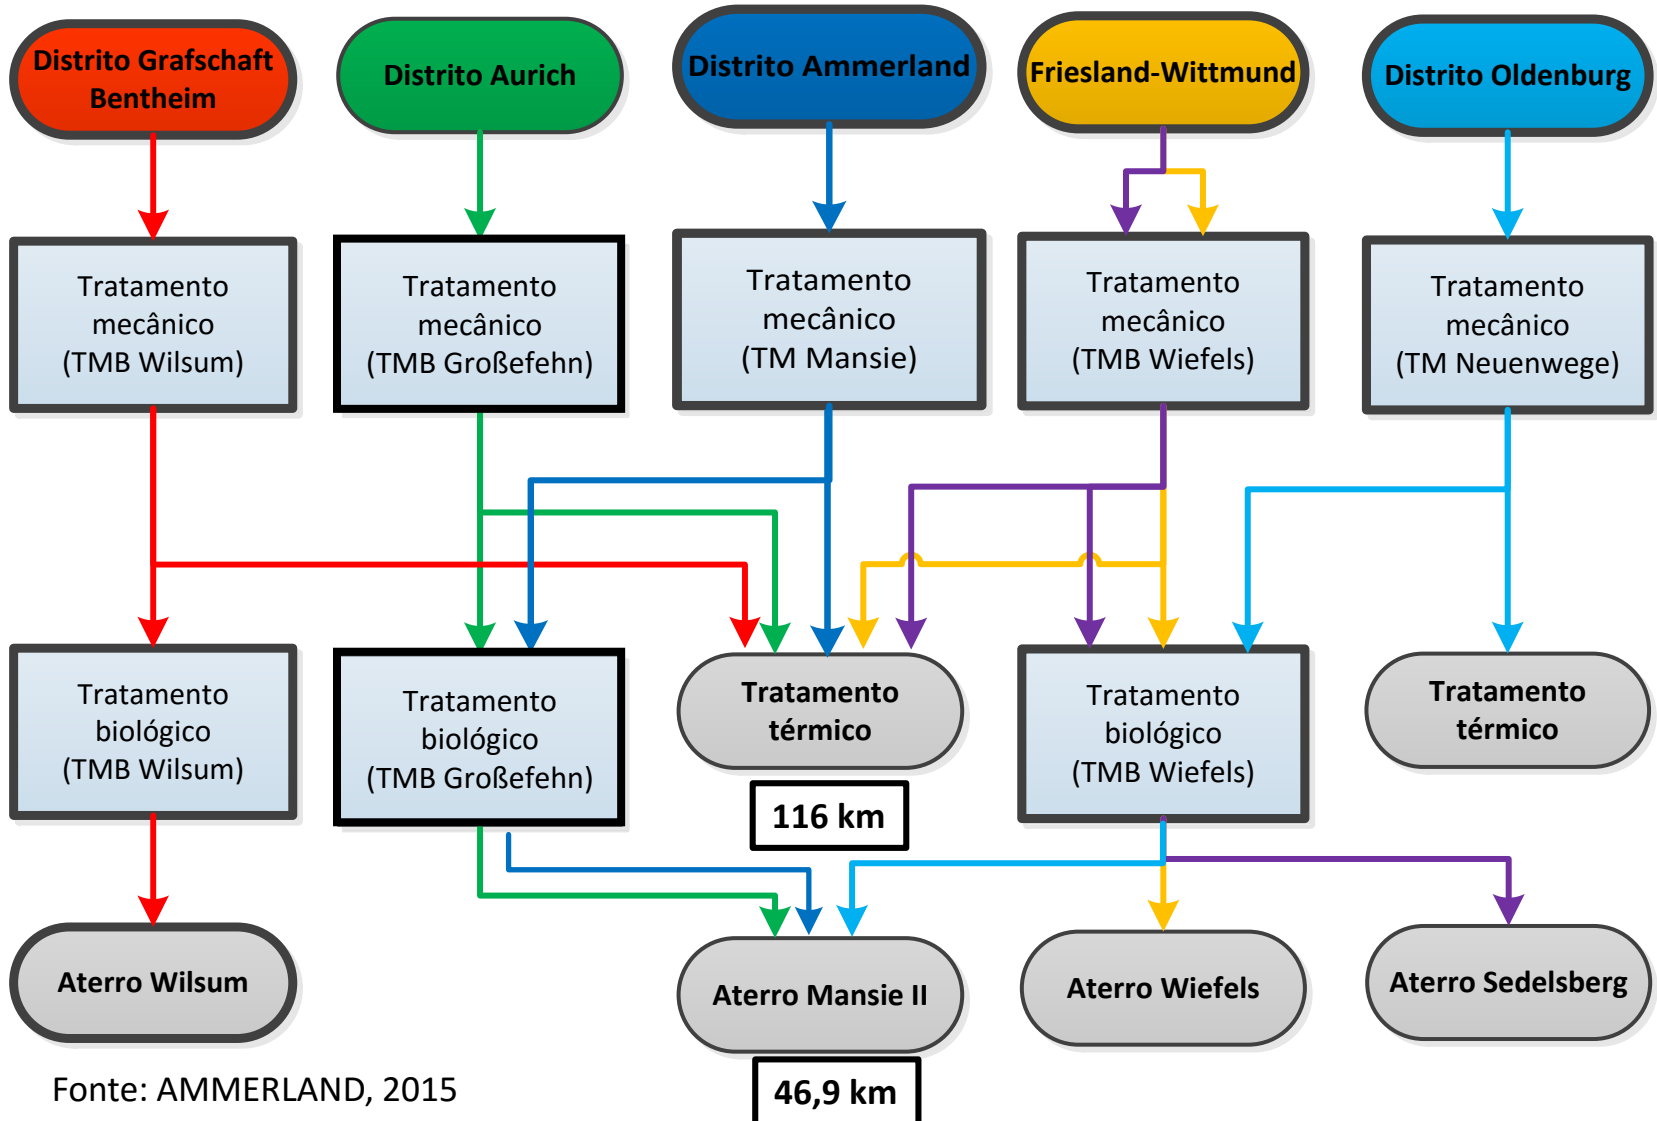 Distrito Grafschaft
Bentheim
Distrito Aurich
Distrito Ammerland
Friesland-Wittmund
Distrito Oldenburg
Tratamento
mecânico
(TMB Wilsum)
Tratamento
mecânico
(TMB Großefehn)
Tratamento
mecânico
(TM Mansie)
Tratamento
mecânico
(TMB Wiefels)
Tratamento
mecânico
(TM Neuenwege)
Tratamento
biológico
(TMB Wilsum)
Tratamento
biológico
(TMB Großefehn)
Tratamento
térmico
116 km
Tratamento
biológico
(TMB Wiefels)
Tratamento
térmico
Aterro Wilsum
Aterro Mansie II
Aterro Wiefels
Aterro Sedelsberg
46,9 km
Fonte: AMMERLAND, 2015